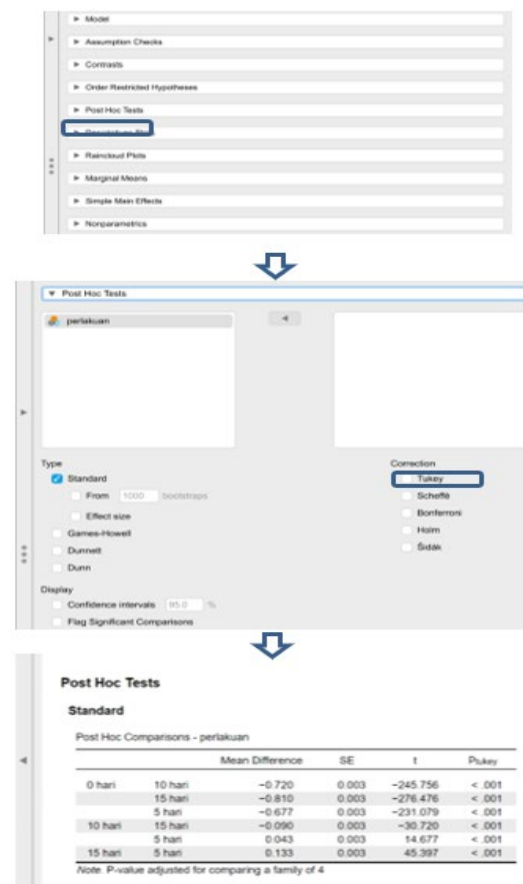 Model
Assumption Checks
Contrasts
Order Restricted Hypotheses
Post Hoc Tests
Raincloud Plots
Marginal Means
Simple Main Effects
Nonparametrics
Post Hoc Tests
perlakuan
Type
Standard
From 1000 bootstraps
Effect size
Games-Howell
Dunnett
Dunn
Correction
Tukey
Scheffé
Bonferroni
Holm
Šidák
Display
Confidence intervals 95.0 %
Flag Significant Comparisons
Post Hoc Tests
Standard
Post Hoc Comparisons - perlakuan
Mean Difference SE t Ptukey
0 hari 10 hari −0.720 0.003 −245.756 < .001
15 hari −0.810 0.003 −276.476 < .001
5 hari −0.677 0.003 −231.079 < .001
10 hari 15 hari −0.090 0.003 −30.720 < .001
5 hari 0.043 0.003 14.677 < .001
15 hari 5 hari 0.133 0.003 45.397 < .001
Note. P-value adjusted for comparing a family of 4